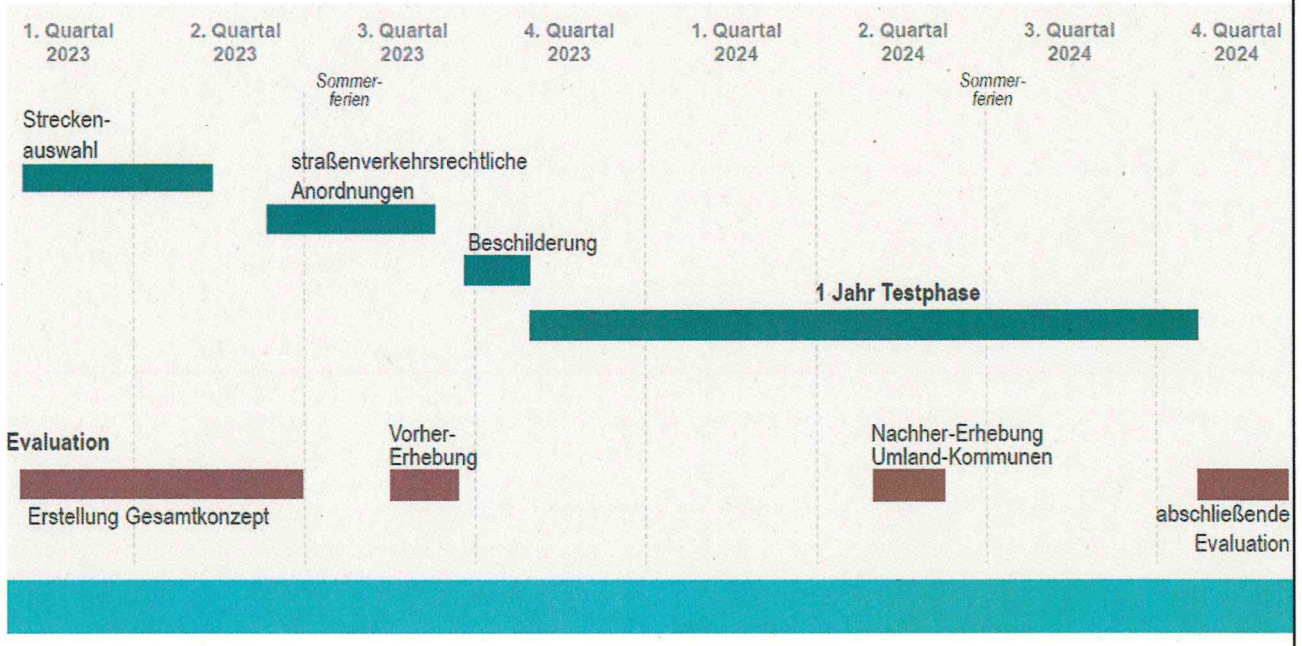 1. Quartal
2023
2. Quartal
2023
3. Quartal
2023
4. Quartal
2023
1. Quartal
2024
2. Quartal
2024
3. Quartal
2024
4. Quartal
2024
Sommer-
ferien
Sommer-
ferien
Strecken-
auswahl
straßenverkehrsrechtliche
Anordnungen
Beschilderung
1 Jahr Testphase
Evaluation
Erstellung Gesamtkonzept
Vorher-
Erhebung
Nachher-Erhebung
Umland-Kommunen
abschließende
Evaluation